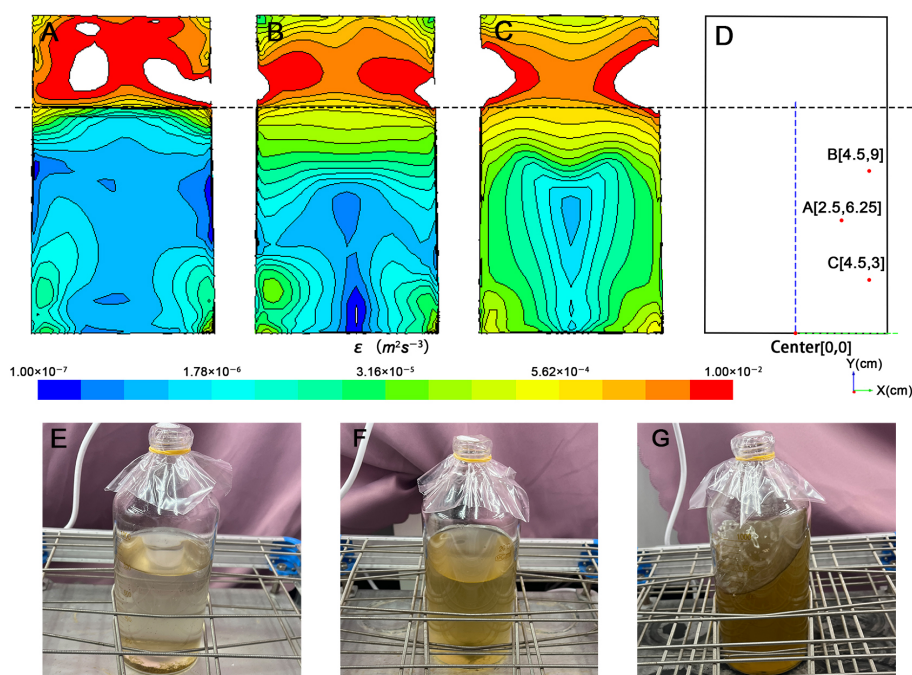 A
B
C
D
B[4.5,9]
A[2.5,6.25]
C[4.5,3]
Center[0,0]
ε (m²s⁻³)
1.00×10⁻⁷
1.78×10⁻⁶
3.16×10⁻⁵
5.62×10⁻⁴
1.00×10⁻²
Y(cm)
X(cm)
E
F
G